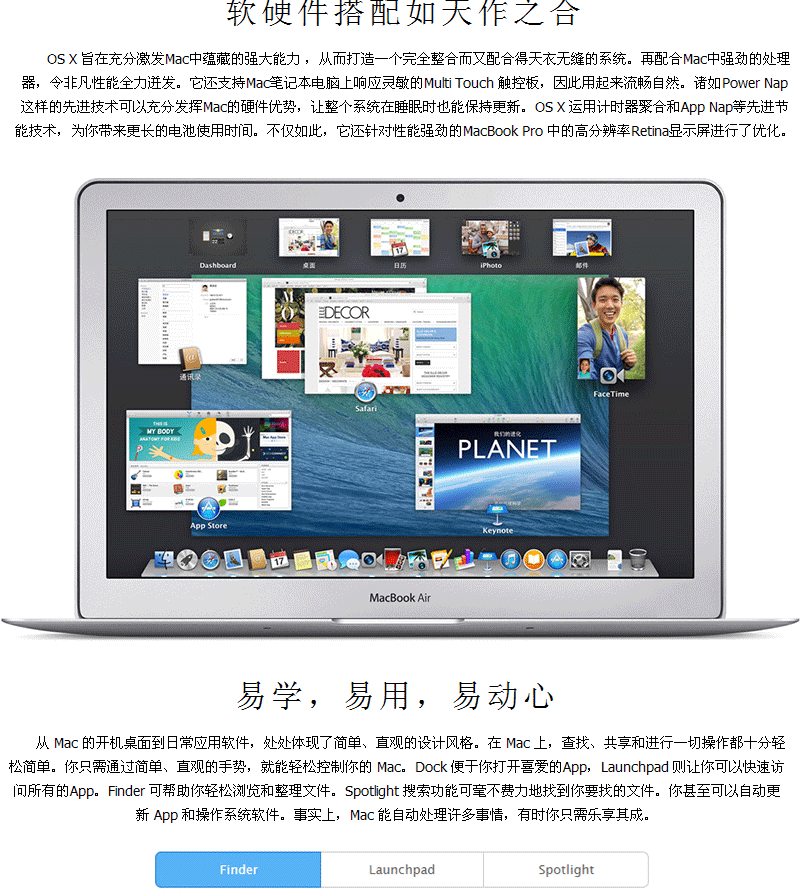 软硬件搭配如天作之合
OS X 旨在充分激发Mac中蕴藏的强大能力，从而打造一个完全整合而又配合得天衣无缝的系统。再配合Mac中强劲的处理
器，令非凡性能全力迸发。它还支持Mac笔记本电脑上响应灵敏的Multi Touch 触控板，因此用起来流畅自然。诸如Power Nap
这样的先进技术可以充分发挥Mac的硬件优势，让整个系统在睡眠时也能保持更新。OS X 运用计时器聚合和App Nap等先进节
能技术，为你带来更长的电池使用时间。不仅如此，它还针对性能强劲的MacBook Pro 中的高分辨率Retina显示屏进行了优化。
Dashboard
桌面
日历
iPhoto
邮件
17
DECOR
通讯录
Safari
FaceTime
THIS IS
MY BODY
ANATOMY FOR KIDS
Mac App Store
App Store
我们的进化
PLANET
Keynote
17
MacBook Air
易学，易用，易动心
从 Mac 的开机桌面到日常应用软件，处处体现了简单、直观的设计风格。在 Mac 上，查找、共享和进行一切操作都十分轻
松简单。你只需通过简单、直观的手势，就能轻松控制你的 Mac。Dock 便于你打开喜爱的App，Launchpad 则让你可以快速访
问所有的App。Finder 可帮助你轻松浏览和整理文件。Spotlight 搜索功能可毫不费力地找到你要找的文件。你甚至可以自动更
新 App 和操作系统软件。事实上，Mac 能自动处理许多事情，有时你只需乐享其成。
Finder
Launchpad
Spotlight